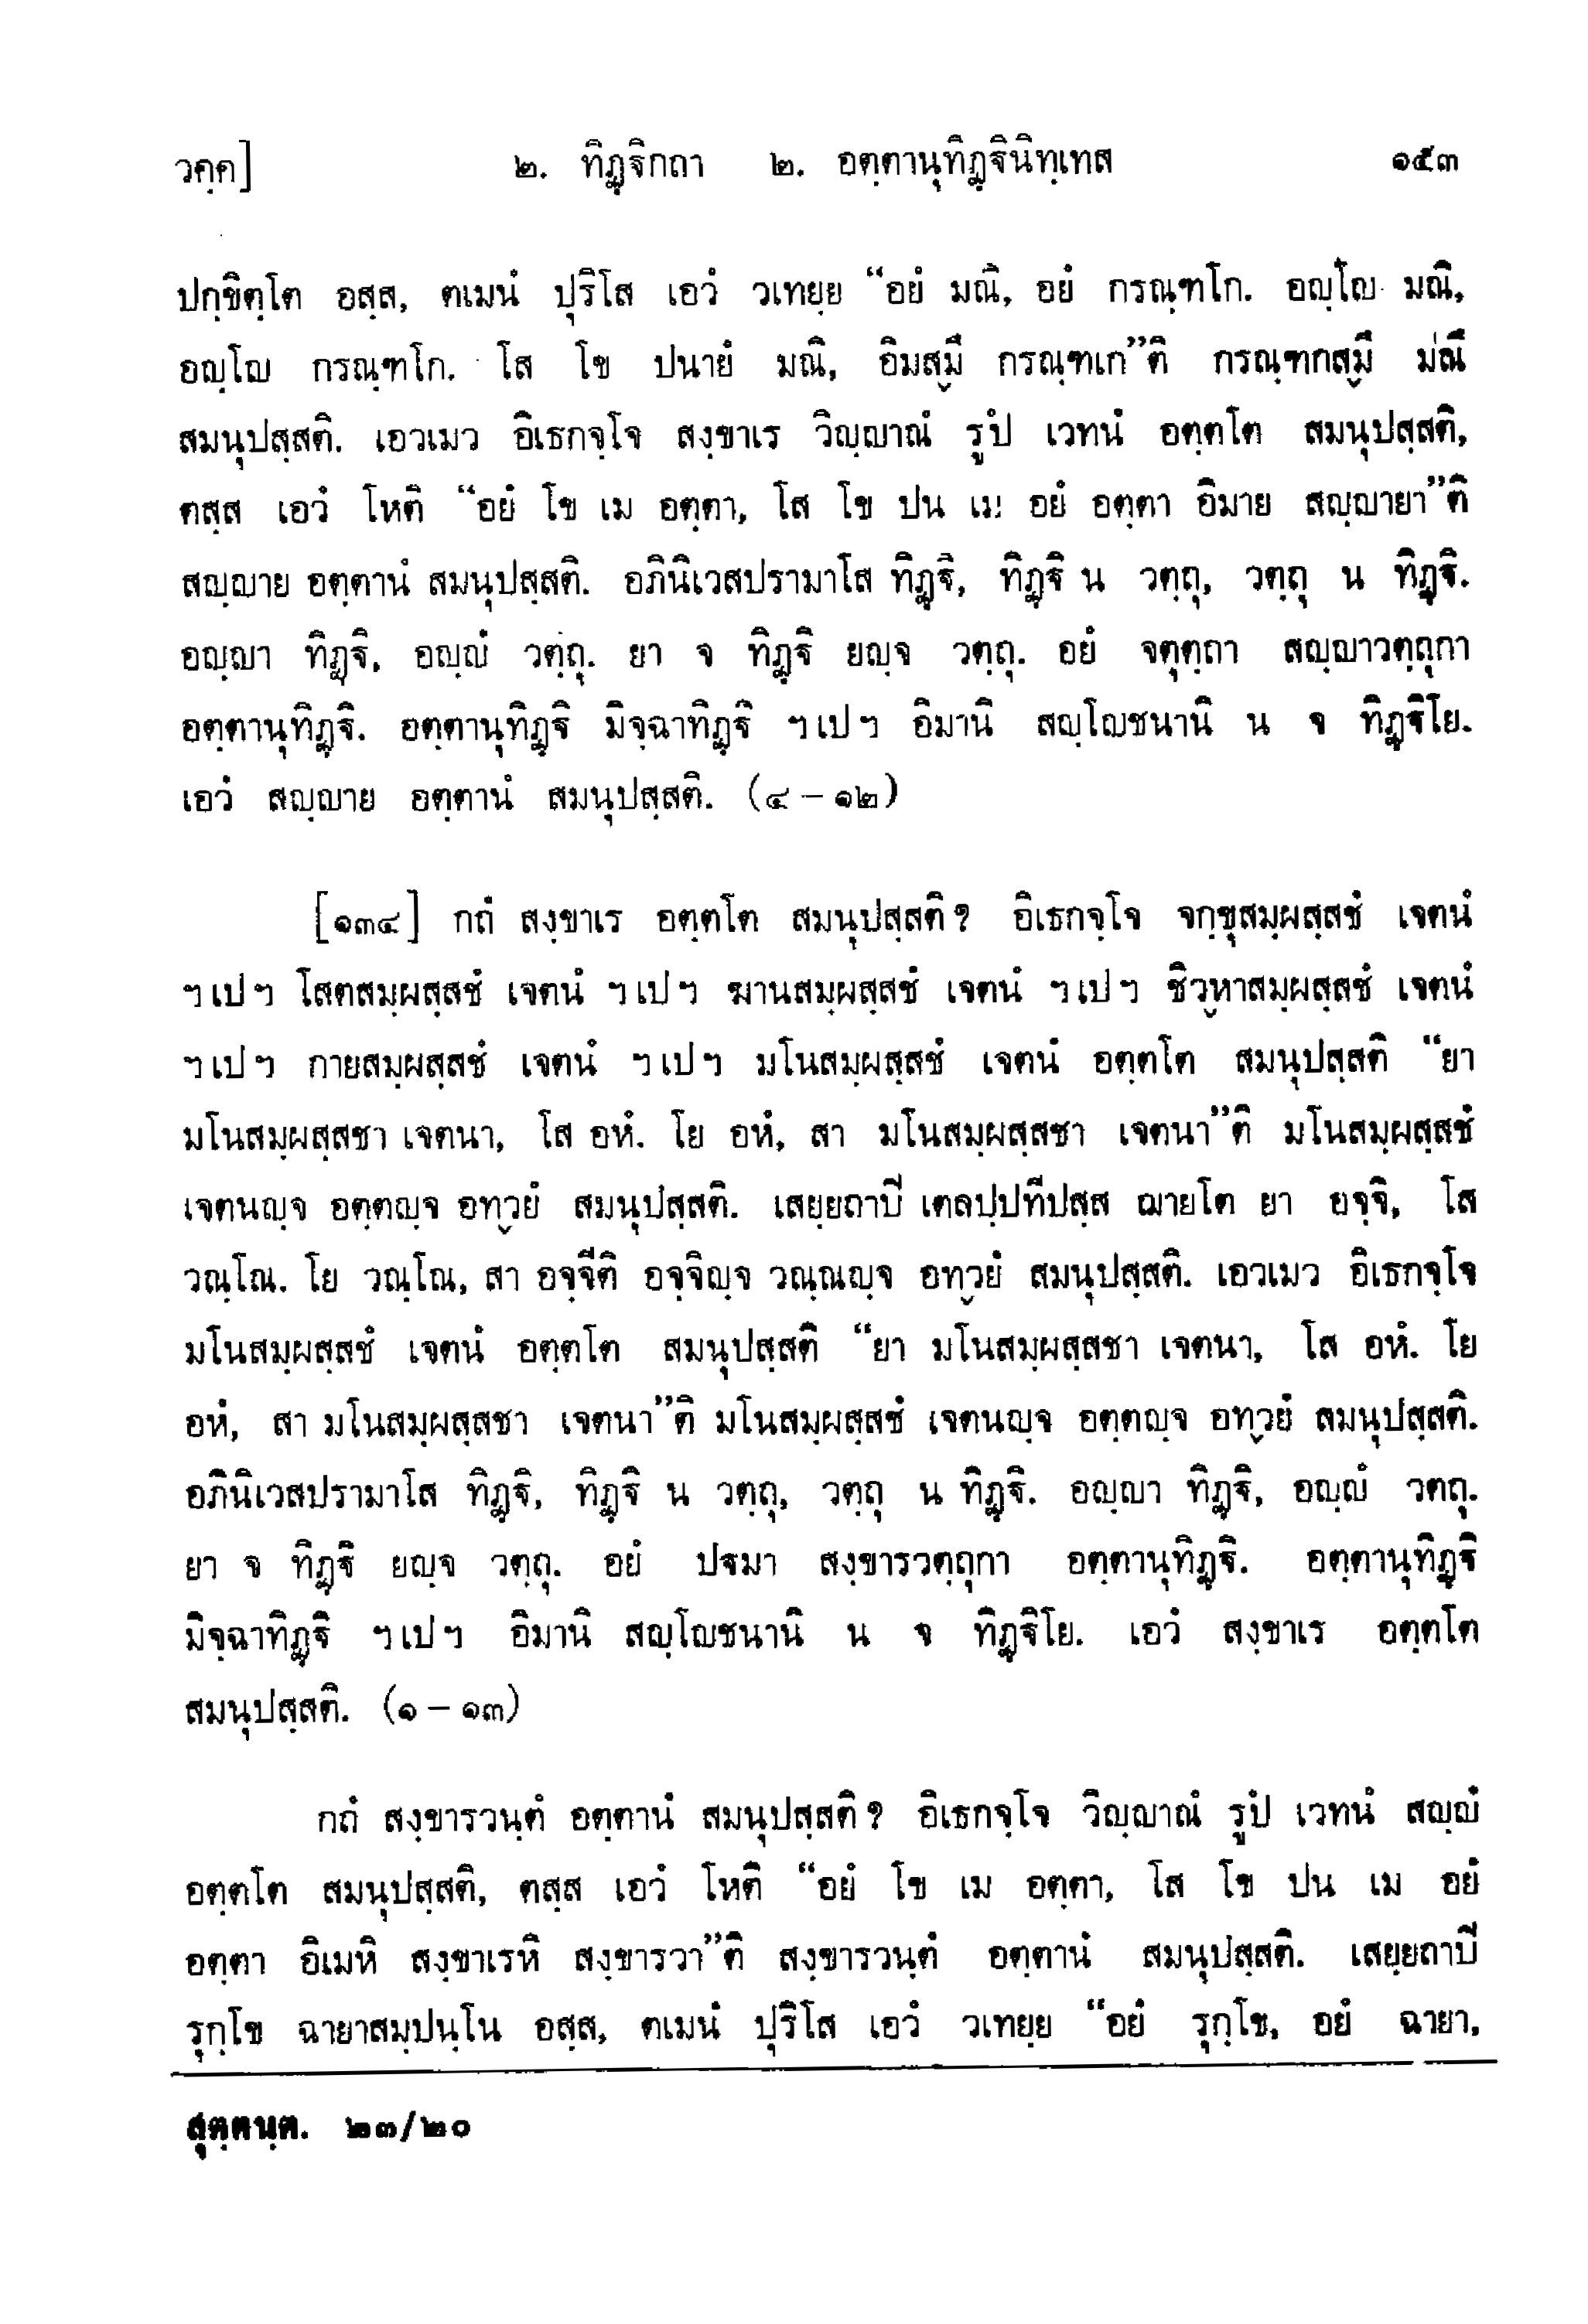 วคฺค] ๒. ทิฏฺฐิกถา ๒. อตฺตานุทิฏฺฐินิทฺเทส ๑๕๓
ปกฺขิตฺโต อสฺส, ตเมนํ ปุริโส เอวํ วเทยฺย “อยํ มณิ, อยํ กรณฺฑโก. อญฺโญ มณิ,
อญฺโญ กรณฺฑโก. โส โข ปนายํ มณิ, อิมสฺมึ กรณฺฑเก”ติ กรณฺฑกสฺมึ มณึ
สมนุปสฺสติ. เอวเมว อิเธกจฺโจ สงฺขาเร วิญฺญาณํ รูปํ เวทนํ อตฺตโต สมนุปสฺสติ,
ตสฺส เอวํ โหติ “อยํ โข เม อตฺตา, โส โข ปน เม อยํ อตฺตา อิมาย สญฺญายา”ติ
สญฺญาย อตฺตานํ สมนุปสฺสติ. อภินิเวสปรามาโส ทิฏฺฐิ, ทิฏฺฐิ น วตฺถุ, วตฺถุ น ทิฏฺฐิ.
อญฺญา ทิฏฺฐิ, อญฺญํ วตฺถุ. ยา จ ทิฏฺฐิ ยญฺจ วตฺถุ. อยํ จตุตฺถา สญฺญาวตฺถุกา
อตฺตานุทิฏฺฐิ. อตฺตานุทิฏฺฐิ มิจฺฉาทิฏฺฐิ ฯเปฯ อิมานิ สญฺโญชนานิ น จ ทิฏฺฐิโย.
เอวํ สญฺญาย อตฺตานํ สมนุปสฺสติ. (๔ – ๑๒)
[๑๓๔] กถํ สงฺขาเร อตฺตโต สมนุปสฺสติ? อิเธกจฺโจ จกฺขุสมฺผสฺสชํ เจตนํ
ฯเปฯ โสตสมฺผสฺสชํ เจตนํ ฯเปฯ ฆานสมฺผสฺสชํ เจตนํ ฯเปฯ ชิวฺหาสมฺผสฺสชํ เจตนํ
ฯเปฯ กายสมฺผสฺสชํ เจตนํ ฯเปฯ มโนสมฺผสฺสชํ เจตนํ อตฺตโต สมนุปสฺสติ “ยา
มโนสมฺผสฺสชา เจตนา, โส อหํ. โย อหํ, สา มโนสมฺผสฺสชา เจตนา”ติ มโนสมฺผสฺสชํ
เจตนญฺจ อตฺตญฺจ อทฺวยํ สมนุปสฺสติ. เสยฺยถาปิ เตลปฺปทีปสฺส ฌายโต ยา อจฺจิ, โส
วณฺโณ. โย วณฺโณ, สา อจฺจีติ อจฺจิญฺจ วณฺณญฺจ อทฺวยํ สมนุปสฺสติ. เอวเมว อิเธกจฺโจ
มโนสมฺผสฺสชํ เจตนํ อตฺตโต สมนุปสฺสติ “ยา มโนสมฺผสฺสชา เจตนา, โส อหํ. โย
อหํ, สา มโนสมฺผสฺสชา เจตนา”ติ มโนสมฺผสฺสชํ เจตนญฺจ อตฺตญฺจ อทฺวยํ สมนุปสฺสติ.
อภินิเวสปรามาโส ทิฏฺฐิ, ทิฏฺฐิ น วตฺถุ, วตฺถุ น ทิฏฺฐิ. อญฺญา ทิฏฺฐิ, อญฺญํ วตถุ.
ยา จ ทิฏฺฐิ ยญฺจ วตฺถุ. อยํ ปฐมา สงฺขารวตฺถุกา อตฺตานุทิฏฺฐิ. อตฺตานุทิฏฺฐิ
มิจฺฉาทิฏฺฐิ ฯเปฯ อิมานิ สญฺโญชนานิ น จ ทิฏฺฐิโย. เอวํ สงฺขาเร อตฺตโต
สมนุปสฺสติ. (๑ – ๑๓)
กถํ สงฺขารวนฺตํ อตฺตานํ สมนุปสฺสติ? อิเธกจฺโจ วิญฺญาณํ รูปํ เวทนํ สญฺญํ
อตฺตโต สมนุปสฺสติ, ตสฺส เอวํ โหติ “อยํ โข เม อตฺตา, โส โข ปน เม อยํ
อตฺตา อิเมหิ สงฺขาเรหิ สงฺขารวา”ติ สงฺขารวนฺตํ อตฺตานํ สมนุปสฺสติ. เสยฺยถาปิ
รุกฺโข ฉายาสมฺปนฺโน อสฺส, ตเมนํ ปุริโส เอวํ วเทยฺย “อยํ รุกฺโข, อยํ ฉายา,
สุตฺตนฺต. ๒๓/๒๐